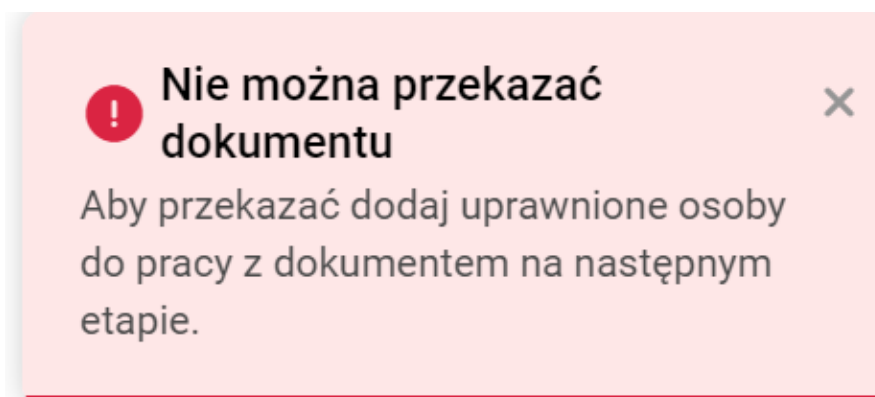 Nie można przekazać
dokumentu
Aby przekazać dodaj uprawnione osoby
do pracy z dokumentem na następnym
etapie.